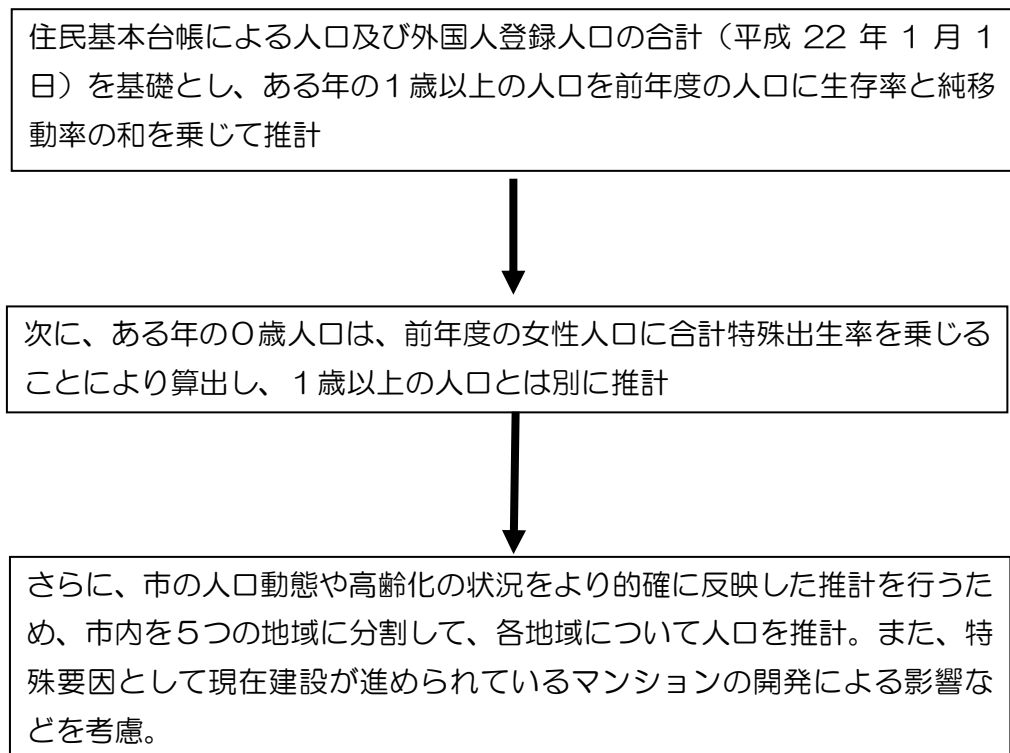 住民基本台帳による人口及び外国人登録人口の合計（平成 22 年 1 月 1
日）を基礎とし、ある年の１歳以上の人口を前年度の人口に生存率と純移
動率の和を乗じて推計
次に、ある年の０歳人口は、前年度の女性人口に合計特殊出生率を乗じる
ことにより算出し、１歳以上の人口とは別に推計
さらに、市の人口動態や高齢化の状況をより的確に反映した推計を行うた
め、市内を５つの地域に分割して、各地域について人口を推計。また、特
殊要因として現在建設が進められているマンションの開発による影響な
どを考慮。